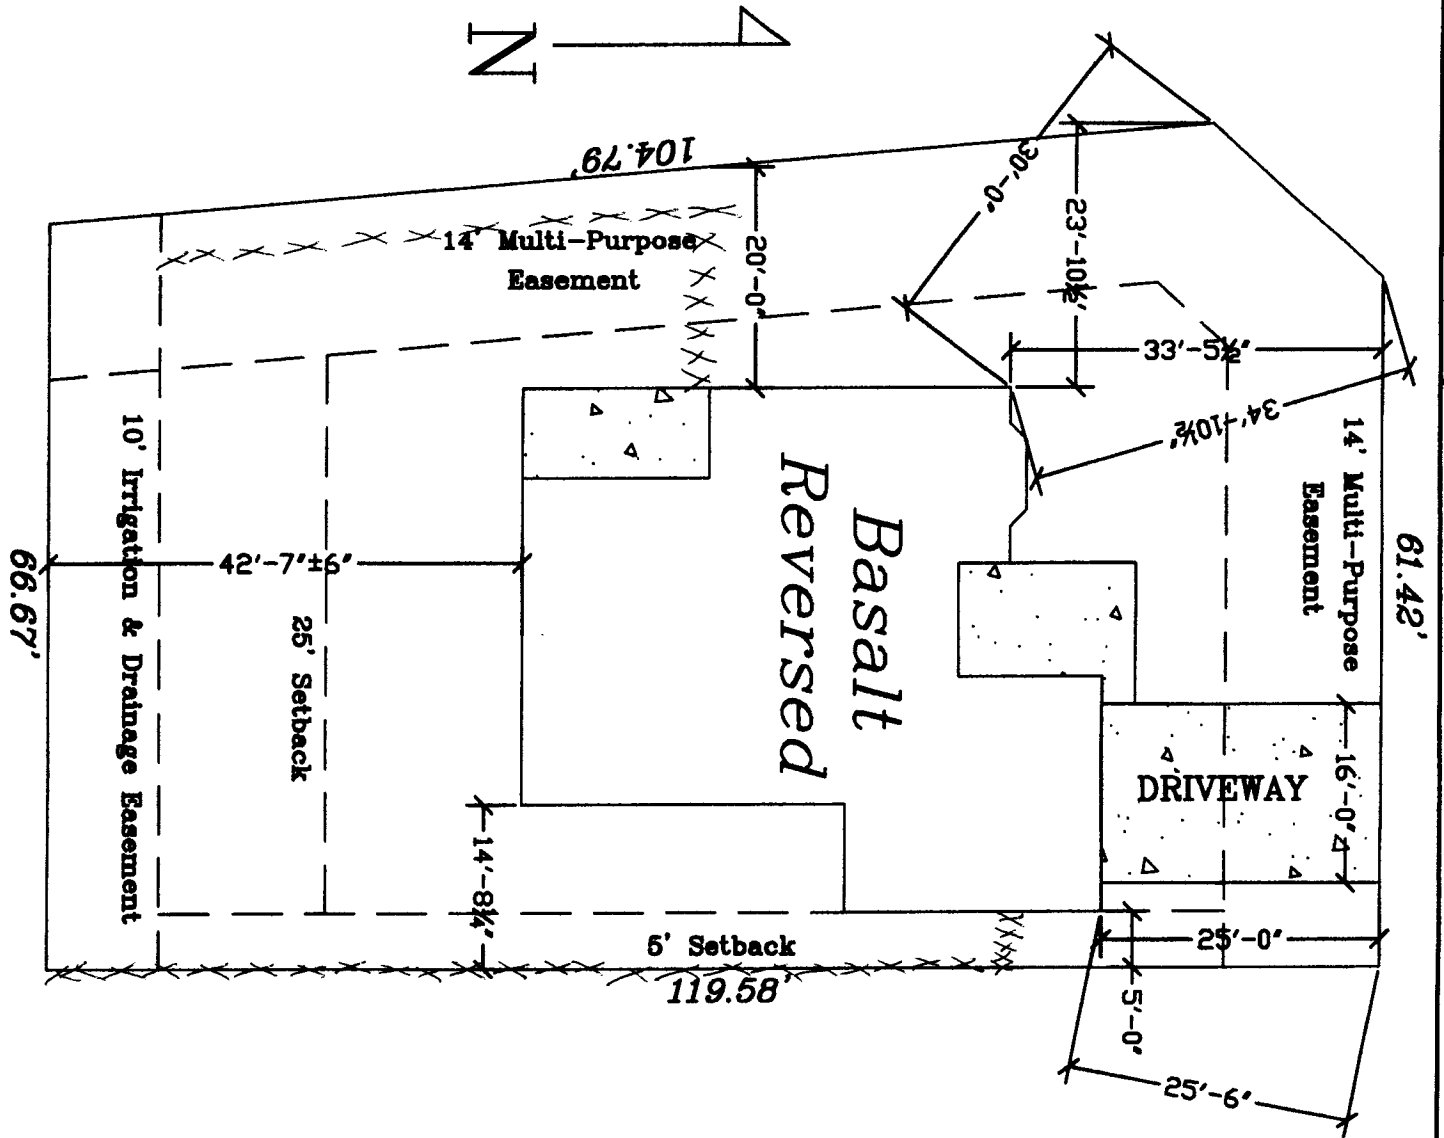 N
104.79'
14' Multi-Purpose
Easement
20'-0"
30'-0"
23'-10½"
33'-5½"
34'-10½"
14' Multi-Purpose
Easement
61.42'
10' Irrigation & Drainage Easement
42'-7"±6"
66.67'
25' Setback
Basalt
Reversed
DRIVEWAY
16'-0"
14'-8¼"
5' Setback
119.58'
25'-0"
5'-0"
25'-6"